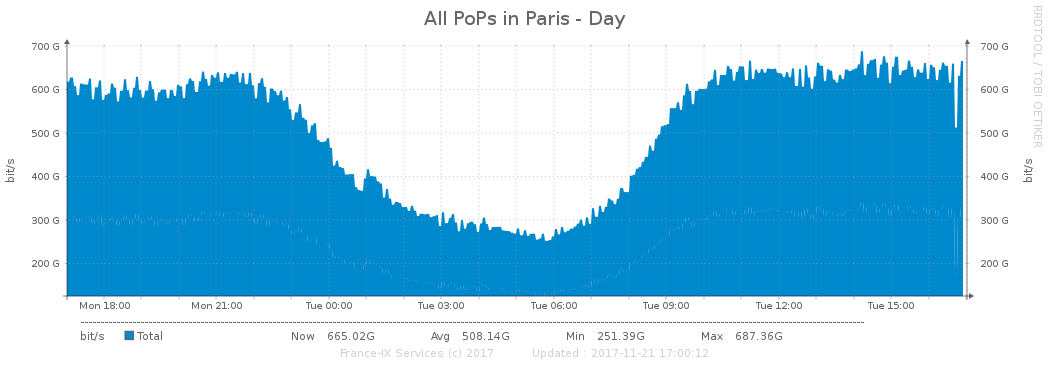 All PoPs in Paris - Day
RRDTOOL / TOBI OETIKER
700 G 700 G
600 G 600 G
500 G 500 G
400 G 400 G
300 G 300 G
200 G 200 G
bit/s bit/s
Mon 18:00 Mon 21:00 Tue 00:00 Tue 03:00 Tue 06:00 Tue 09:00 Tue 12:00 Tue 15:00
bit/s Total Now 665.02G Avg 508.14G Min 251.39G Max 687.36G
France-IX Services (c) 2017 Updated : 2017-11-21 17:00:12